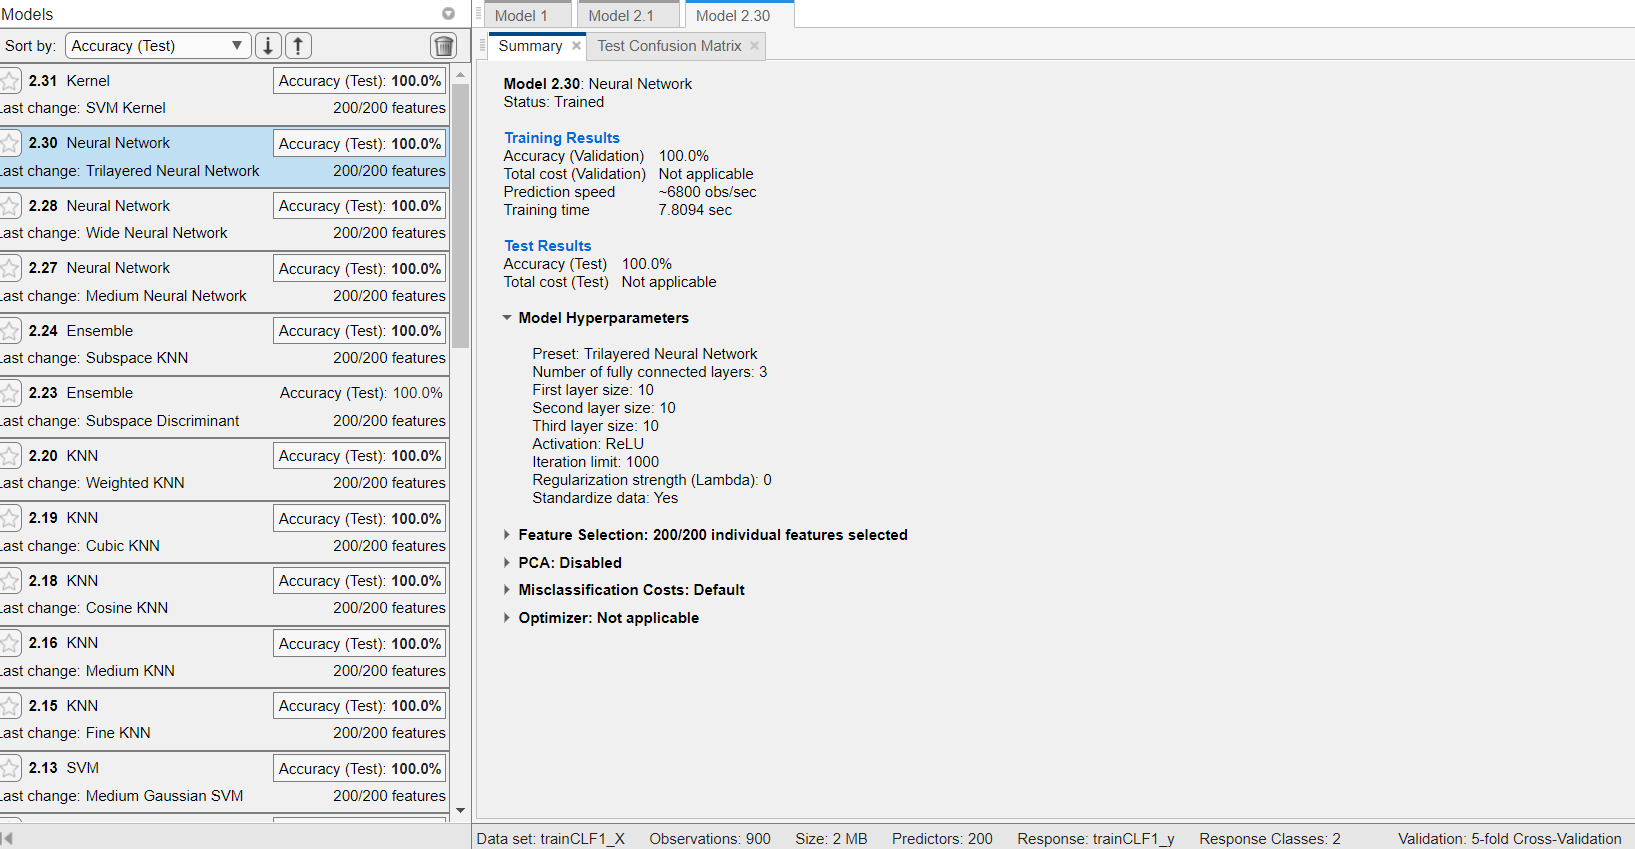 Models
Sort by: Accuracy (Test)
2.31 Kernel Accuracy (Test): 100.0%
Last change: SVM Kernel 200/200 features
2.30 Neural Network Accuracy (Test): 100.0%
Last change: Trilayered Neural Network 200/200 features
2.28 Neural Network Accuracy (Test): 100.0%
Last change: Wide Neural Network 200/200 features
2.27 Neural Network Accuracy (Test): 100.0%
Last change: Medium Neural Network 200/200 features
2.24 Ensemble Accuracy (Test): 100.0%
Last change: Subspace KNN 200/200 features
2.23 Ensemble Accuracy (Test): 100.0%
Last change: Subspace Discriminant 200/200 features
2.20 KNN Accuracy (Test): 100.0%
Last change: Weighted KNN 200/200 features
2.19 KNN Accuracy (Test): 100.0%
Last change: Cubic KNN 200/200 features
2.18 KNN Accuracy (Test): 100.0%
Last change: Cosine KNN 200/200 features
2.16 KNN Accuracy (Test): 100.0%
Last change: Medium KNN 200/200 features
2.15 KNN Accuracy (Test): 100.0%
Last change: Fine KNN 200/200 features
2.13 SVM Accuracy (Test): 100.0%
Last change: Medium Gaussian SVM 200/200 features
Model 1 Model 2.1 Model 2.30
Summary Test Confusion Matrix
Model 2.30: Neural Network
Status: Trained
Training Results
Accuracy (Validation) 100.0%
Total cost (Validation) Not applicable
Prediction speed ~6800 obs/sec
Training time 7.8094 sec
Test Results
Accuracy (Test) 100.0%
Total cost (Test) Not applicable
Model Hyperparameters
Preset: Trilayered Neural Network
Number of fully connected layers: 3
First layer size: 10
Second layer size: 10
Third layer size: 10
Activation: ReLU
Iteration limit: 1000
Regularization strength (Lambda): 0
Standardize data: Yes
Feature Selection: 200/200 individual features selected
PCA: Disabled
Misclassification Costs: Default
Optimizer: Not applicable
Data set: trainCLF1_X Observations: 900 Size: 2 MB Predictors: 200 Response: trainCLF1_y Response Classes: 2 Validation: 5-fold Cross-Validation